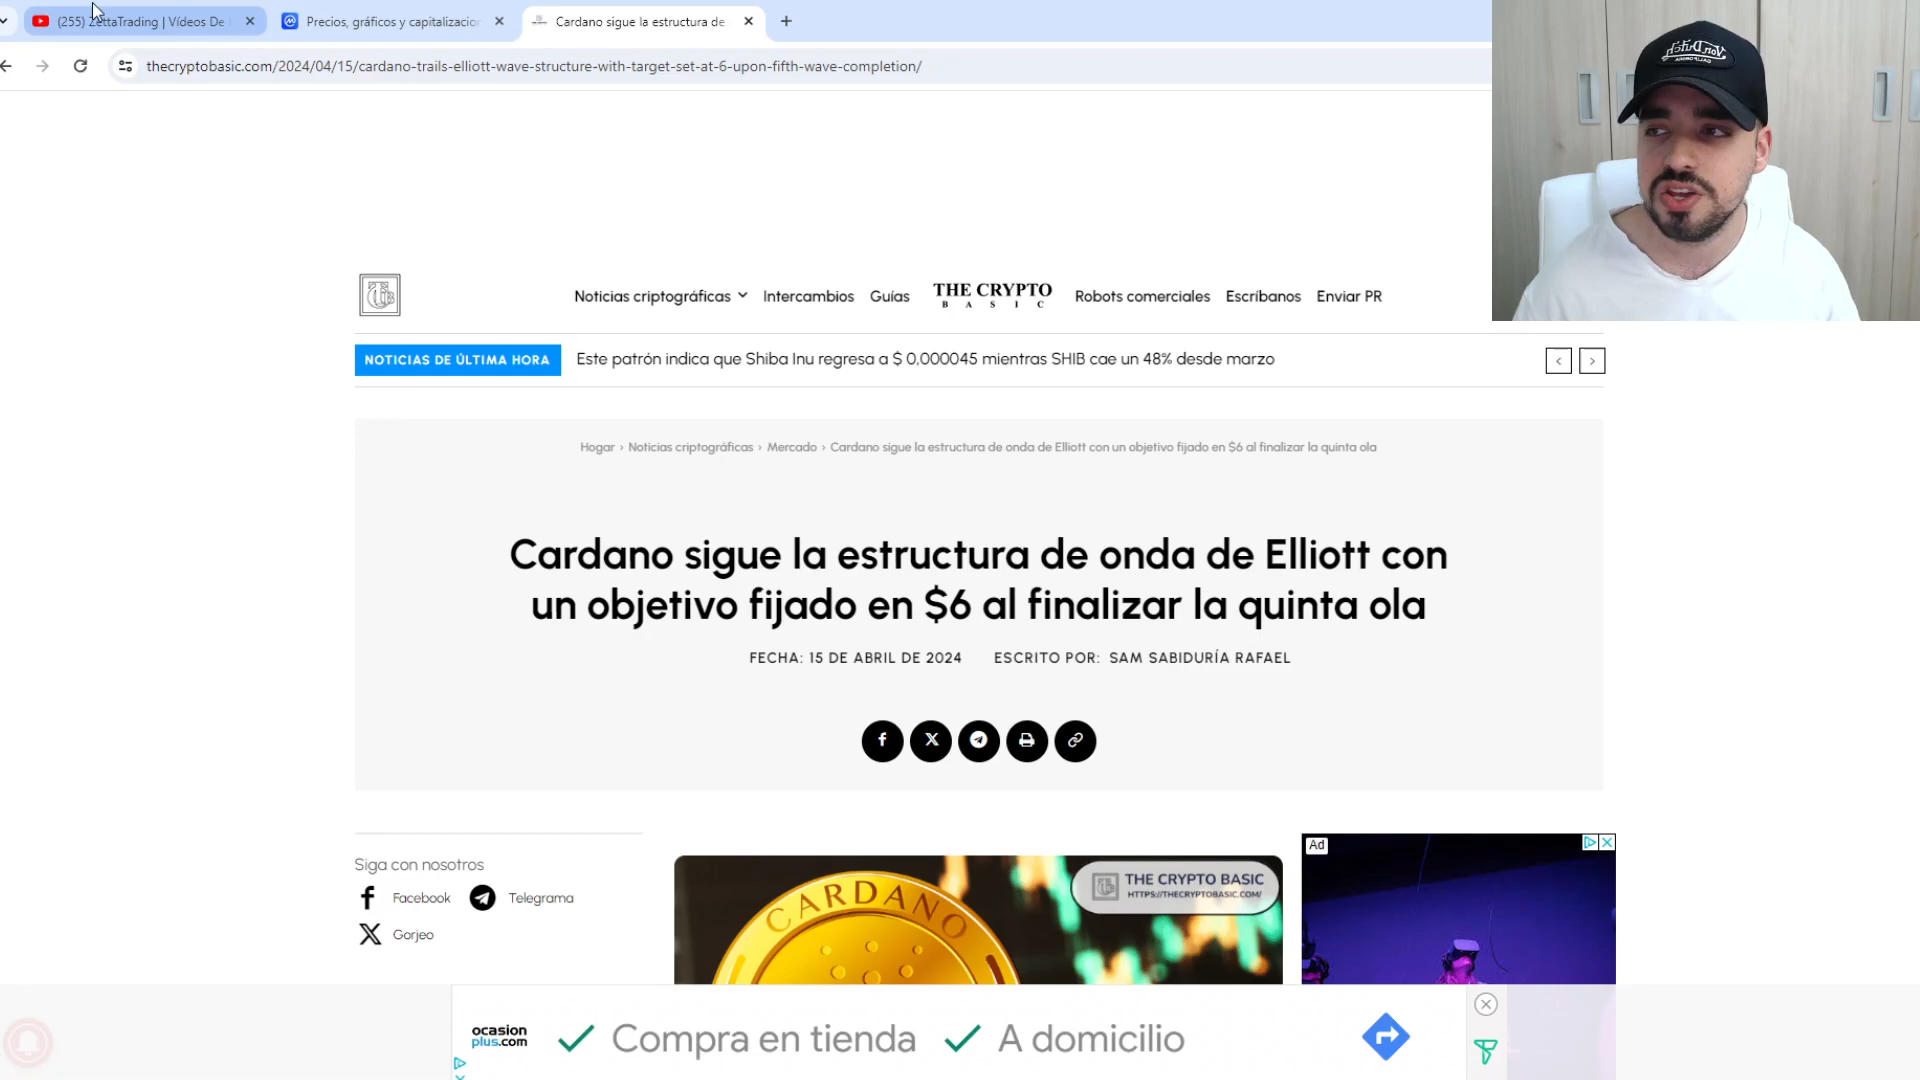 (255) ZettaTrading | Vídeos De
Precios, gráficos y capitalizacion
Cardano sigue la estructura de
thecryptobasic.com/2024/04/15/cardano-trails-elliott-wave-structure-with-target-set-at-6-upon-fifth-wave-completion/
Von Dutch
CALIFORNIA
Noticias criptográficas Intercambios Guías THE CRYPTO BASIC Robots comerciales Escríbanos Enviar PR
NOTICIAS DE ÚLTIMA HORA Este patrón indica que Shiba Inu regresa a $ 0,000045 mientras SHIB cae un 48% desde marzo
Hogar › Noticias criptográficas › Mercado › Cardano sigue la estructura de onda de Elliott con un objetivo fijado en $6 al finalizar la quinta ola
Cardano sigue la estructura de onda de Elliott con
un objetivo fijado en $6 al finalizar la quinta ola
FECHA: 15 DE ABRIL DE 2024 ESCRITO POR: SAM SABIDURÍA RAFAEL
Siga con nosotros
Facebook Telegrama
Gorjeo
CARDANO
THE CRYPTO BASIC
HTTPS://THECRYPTOBASIC.COM/
Ad
ocasion
plus.com
Compra en tienda A domicilio